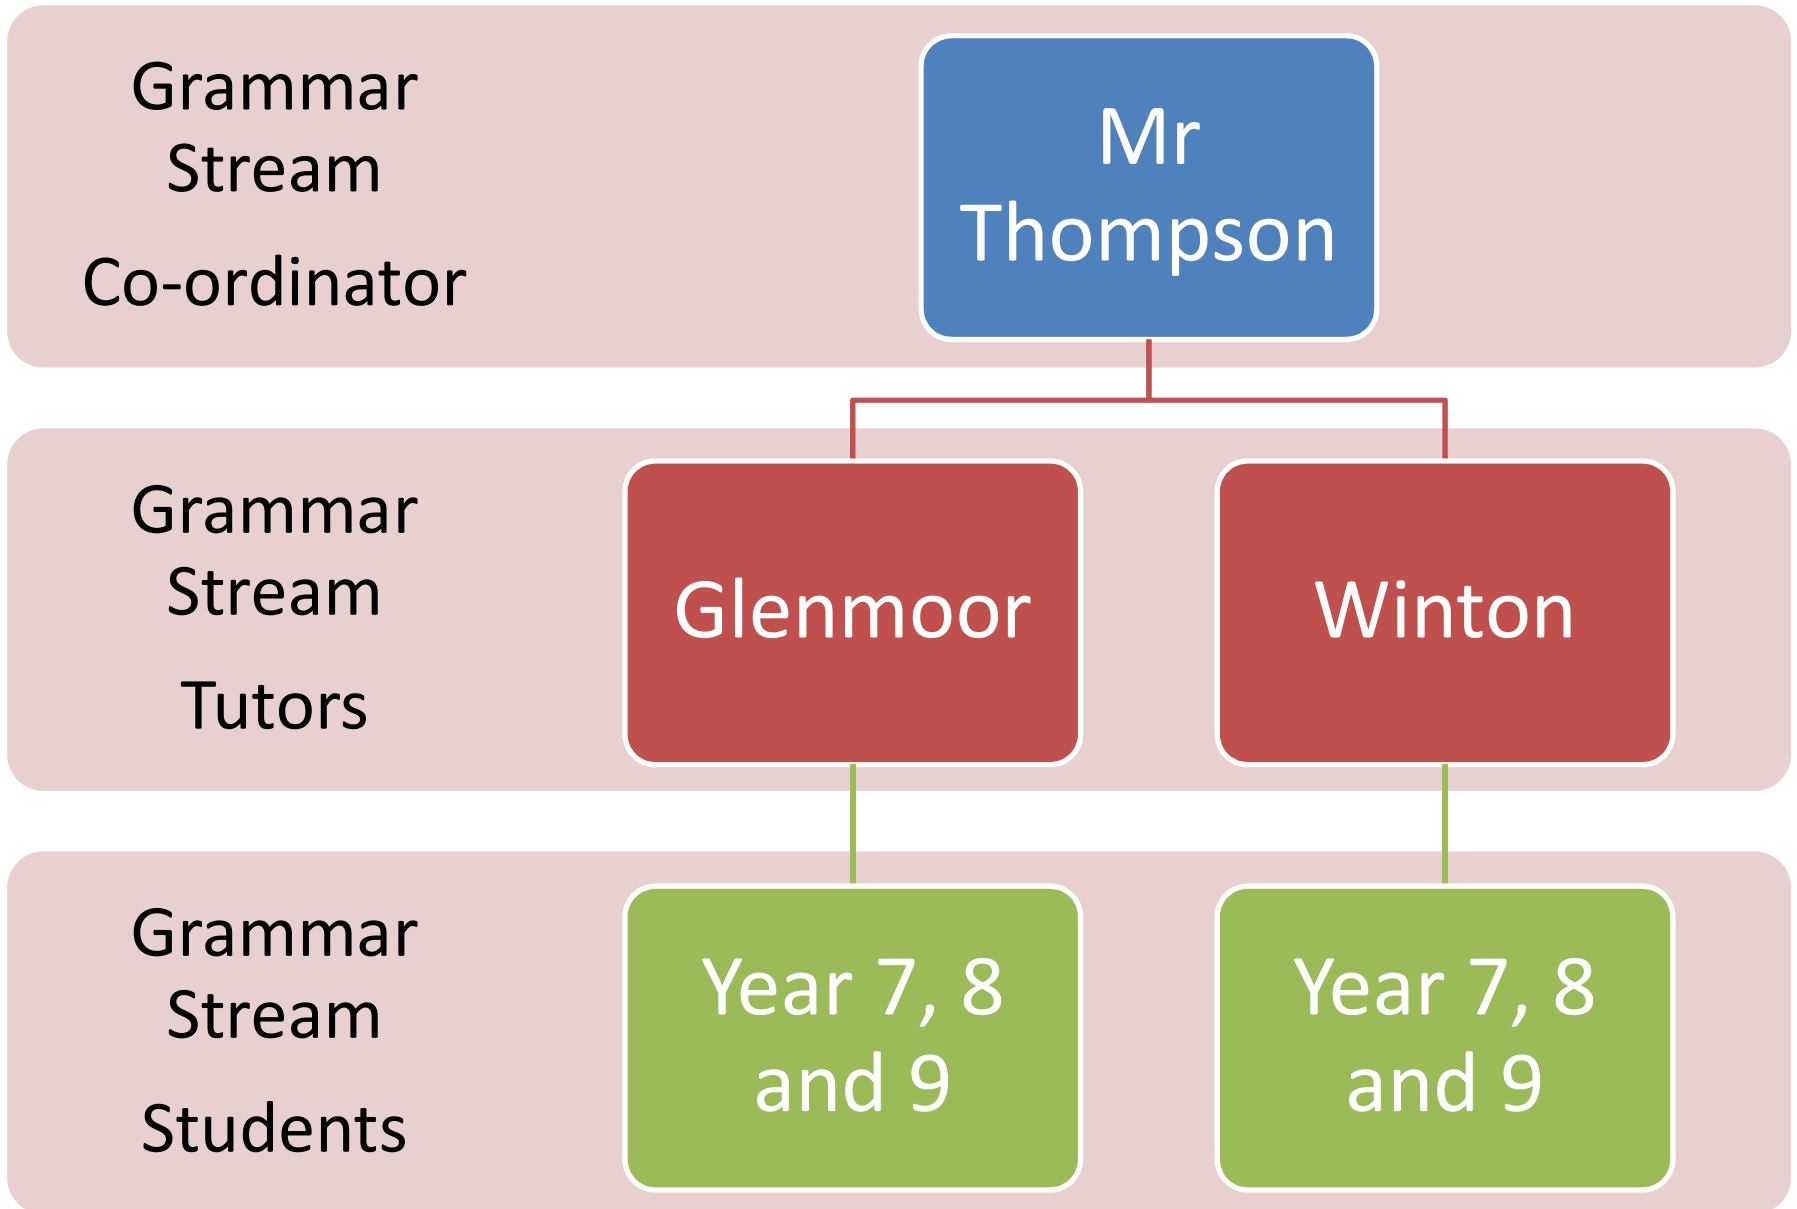 Grammar
Stream
Co-ordinator
Mr
Thompson
Grammar
Stream
Tutors
Glenmoor
Winton
Grammar
Stream
Students
Year 7, 8
and 9
Year 7, 8
and 9